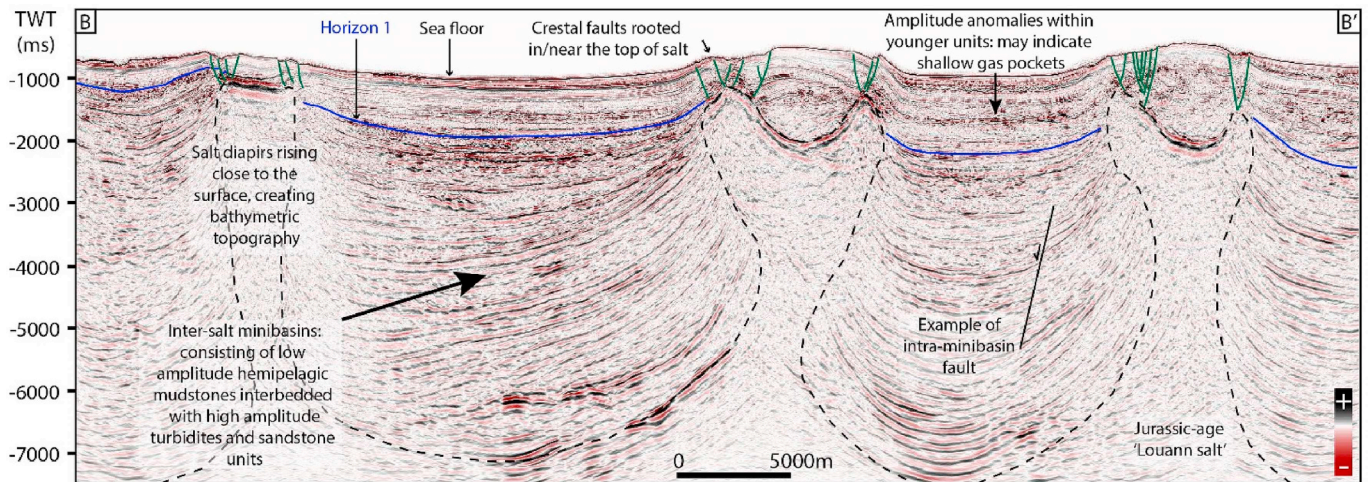 TWT
(ms)
B
Horizon 1
Sea floor
Crestal faults rooted
in/near the top of salt
Amplitude anomalies within
younger units: may indicate
shallow gas pockets
B’
-1000
-2000
-3000
-4000
-5000
-6000
-7000
Salt diapirs rising
close to the
surface, creating
bathymetric
topography
Inter-salt minibasins:
consisting of low
amplitude hemipelagic
mudstones interbedded
with high amplitude
turbidites and sandstone
units
Example of
intra-minibasin
fault
0 5000m
Jurassic-age
‘Louann salt’
+
-